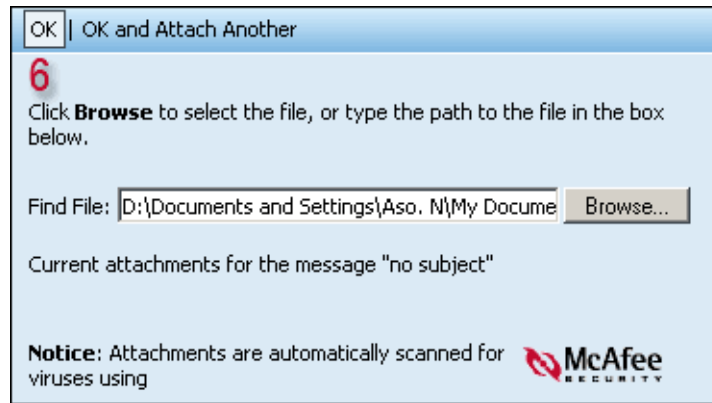 OK | OK and Attach Another
6
Click Browse to select the file, or type the path to the file in the box
below.
Find File: D:\Documents and Settings\Aso. N\My Docume Browse...
Current attachments for the message "no subject"
Notice: Attachments are automatically scanned for
viruses using
McAfee
SECURITY